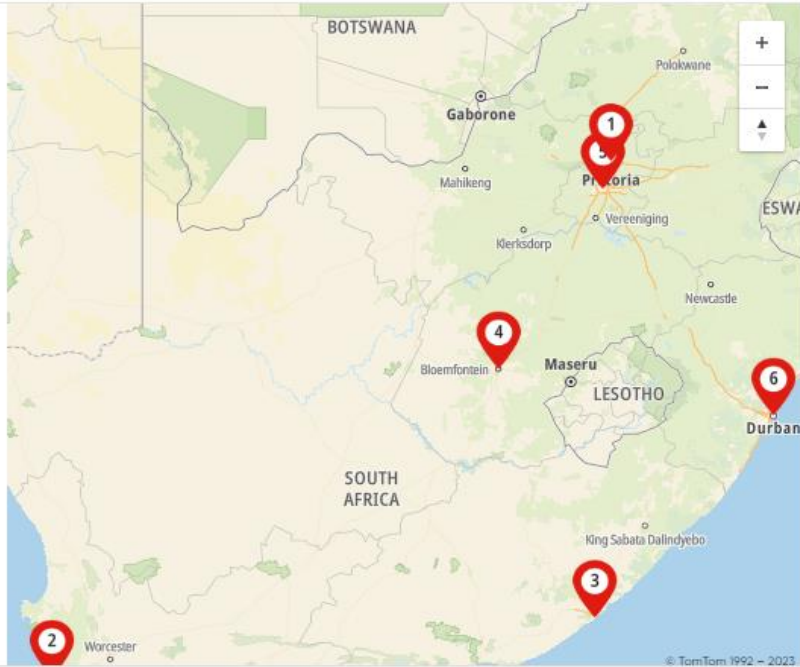 BOTSWANA
+
−
Polokwane
Gaborone
1
5
Mahikeng
Pretoria
ESWA
Vereeniging
Klerksdorp
Newcastle
4
Bloemfontein
Maseru
LESOTHO
6
Durban
SOUTH
AFRICA
King Sabata Dalindyebo
3
2
Worcester
© TomTom 1992 – 2023